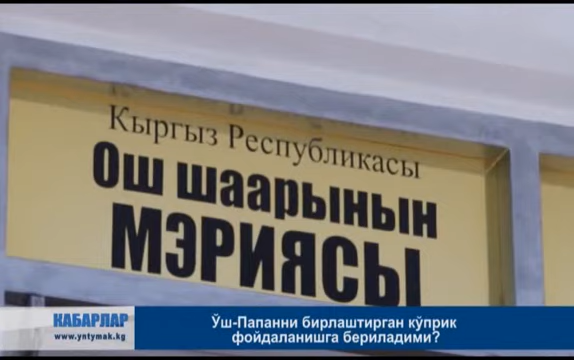 Кыргыз Республикасы
Ош шаарынын
МЭРИЯСЫ
КАБАРЛАР
www.yntymak.kg
Ўш-Папанни бирлаштирган кўприк
фойдаланишга бериладими?